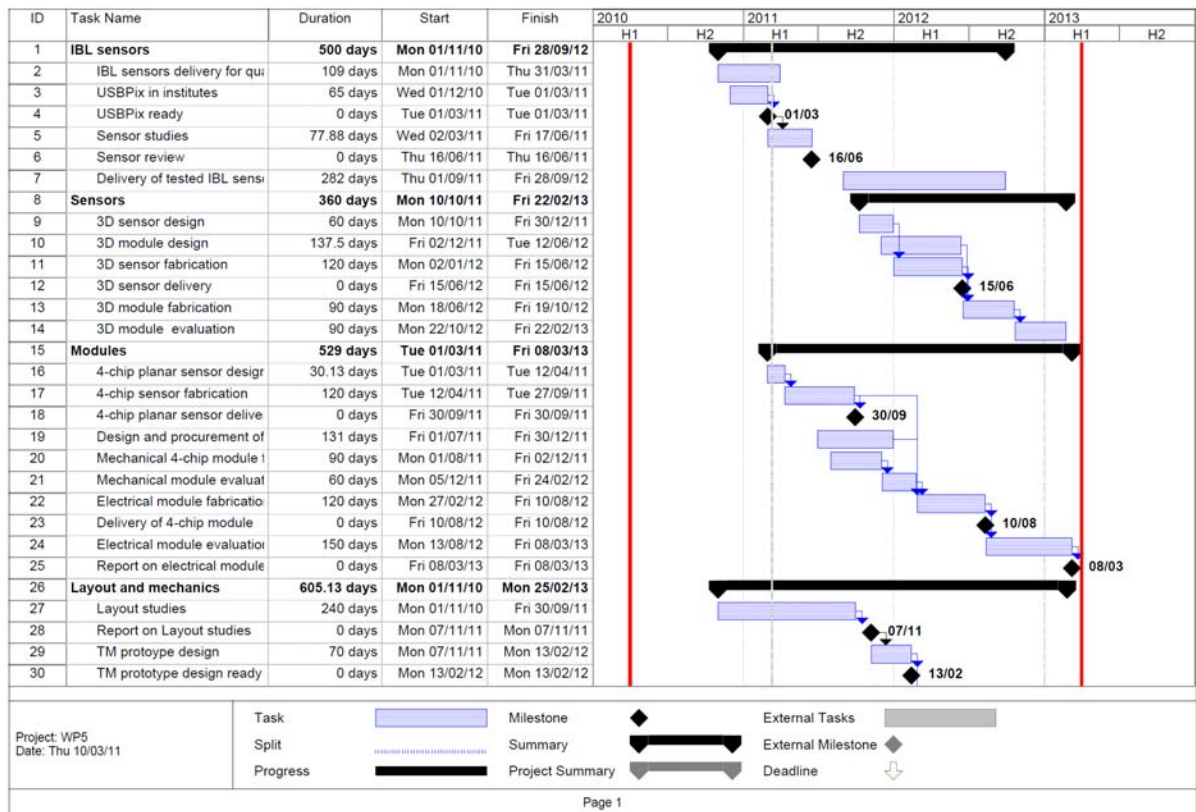 ID Task Name Duration Start Finish 2010 2011 2012 2013
H1 H2 H1 H2 H1 H2 H1 H2
1 IBL sensors 500 days Mon 01/11/10 Fri 28/09/12
2 IBL sensors delivery for qua 109 days Mon 01/11/10 Thu 31/03/11
3 USBPix in institutes 65 days Wed 01/12/10 Tue 01/03/11
4 USBPix ready 0 days Tue 01/03/11 Tue 01/03/11 01/03
5 Sensor studies 77.88 days Wed 02/03/11 Fri 17/06/11
6 Sensor review 0 days Thu 16/06/11 Thu 16/06/11 16/06
7 Delivery of tested IBL sens 282 days Thu 01/09/11 Fri 28/09/12
8 Sensors 360 days Mon 10/10/11 Fri 22/02/13
9 3D sensor design 60 days Mon 10/10/11 Fri 30/12/11
10 3D module design 137.5 days Fri 02/12/11 Tue 12/06/12
11 3D sensor fabrication 120 days Mon 02/01/12 Fri 15/06/12
12 3D sensor delivery 0 days Fri 15/06/12 Fri 15/06/12 15/06
13 3D module fabrication 90 days Mon 18/06/12 Fri 19/10/12
14 3D module evaluation 90 days Mon 22/10/12 Fri 22/02/13
15 Modules 529 days Tue 01/03/11 Fri 08/03/13
16 4-chip planar sensor design 30.13 days Tue 01/03/11 Tue 12/04/11
17 4-chip sensor fabrication 120 days Tue 12/04/11 Tue 27/09/11
18 4-chip planar sensor delive 0 days Fri 30/09/11 Fri 30/09/11 30/09
19 Design and procurement of 131 days Fri 01/07/11 Fri 30/12/11
20 Mechanical 4-chip module 90 days Mon 01/08/11 Fri 02/12/11
21 Mechanical module evaluat 60 days Mon 05/12/11 Fri 24/02/12
22 Electrical module fabricatio 120 days Mon 27/02/12 Fri 10/08/12
23 Delivery of 4-chip module 0 days Fri 10/08/12 Fri 10/08/12 10/08
24 Electrical module evaluatio 150 days Mon 13/08/12 Fri 08/03/13
25 Report on electrical module 0 days Fri 08/03/13 Fri 08/03/13 08/03
26 Layout and mechanics 605.13 days Mon 01/11/10 Mon 25/02/13
27 Layout studies 240 days Mon 01/11/10 Fri 30/09/11
28 Report on Layout studies 0 days Mon 07/11/11 Mon 07/11/11 07/11
29 TM protoype design 70 days Mon 07/11/11 Mon 13/02/12
30 TM prototype design ready 0 days Mon 13/02/12 Mon 13/02/12 13/02
Project: WP5
Date: Thu 10/03/11
Task Milestone External Tasks
Split Summary External Milestone
Progress Project Summary Deadline
Page 1